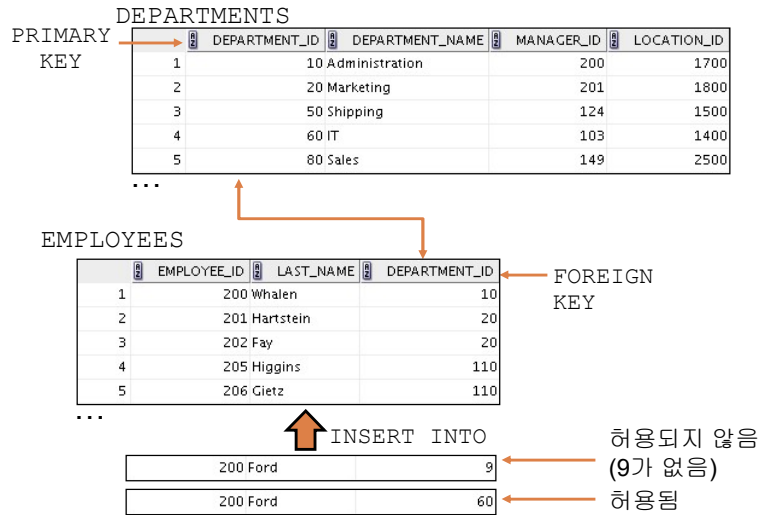 DEPARTMENTS
PRIMARY KEY
DEPARTMENT_ID DEPARTMENT_NAME MANAGER_ID LOCATION_ID
1 10 Administration 200 1700
2 20 Marketing 201 1800
3 50 Shipping 124 1500
4 60 IT 103 1400
5 80 Sales 149 2500
...
EMPLOYEES
EMPLOYEE_ID LAST_NAME DEPARTMENT_ID
FOREIGN KEY
1 200 Whalen 10
2 201 Hartstein 20
3 202 Fay 20
4 205 Higgins 110
5 206 Gietz 110
...
INSERT INTO
허용되지 않음
(9가 없음)
200 Ford 9
200 Ford 60
허용됨